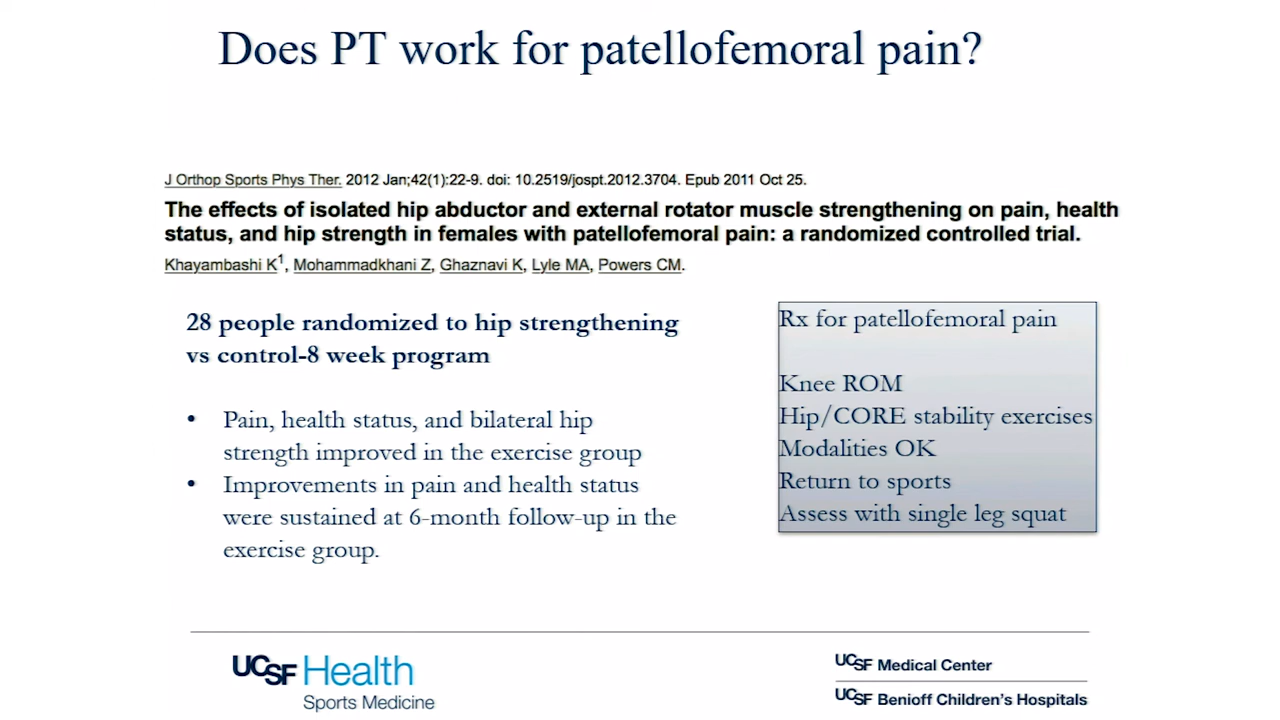 Does PT work for patellofemoral pain?
J Orthop Sports Phys Ther. 2012 Jan;42(1):22-9. doi: 10.2519/jospt.2012.3704. Epub 2011 Oct 25.
The effects of isolated hip abductor and external rotator muscle strengthening on pain, health
status, and hip strength in females with patellofemoral pain: a randomized controlled trial.
Khayambashi K1, Mohammadkhani Z, Ghaznavi K, Lyle MA, Powers CM.
28 people randomized to hip strengthening
vs control-8 week program
• Pain, health status, and bilateral hip
strength improved in the exercise group
• Improvements in pain and health status
were sustained at 6-month follow-up in the
exercise group.
Rx for patellofemoral pain
Knee ROM
Hip/CORE stability exercises
Modalities OK
Return to sports
Assess with single leg squat
UCSF Health
Sports Medicine
UCSF Medical Center
UCSF Benioff Children's Hospitals